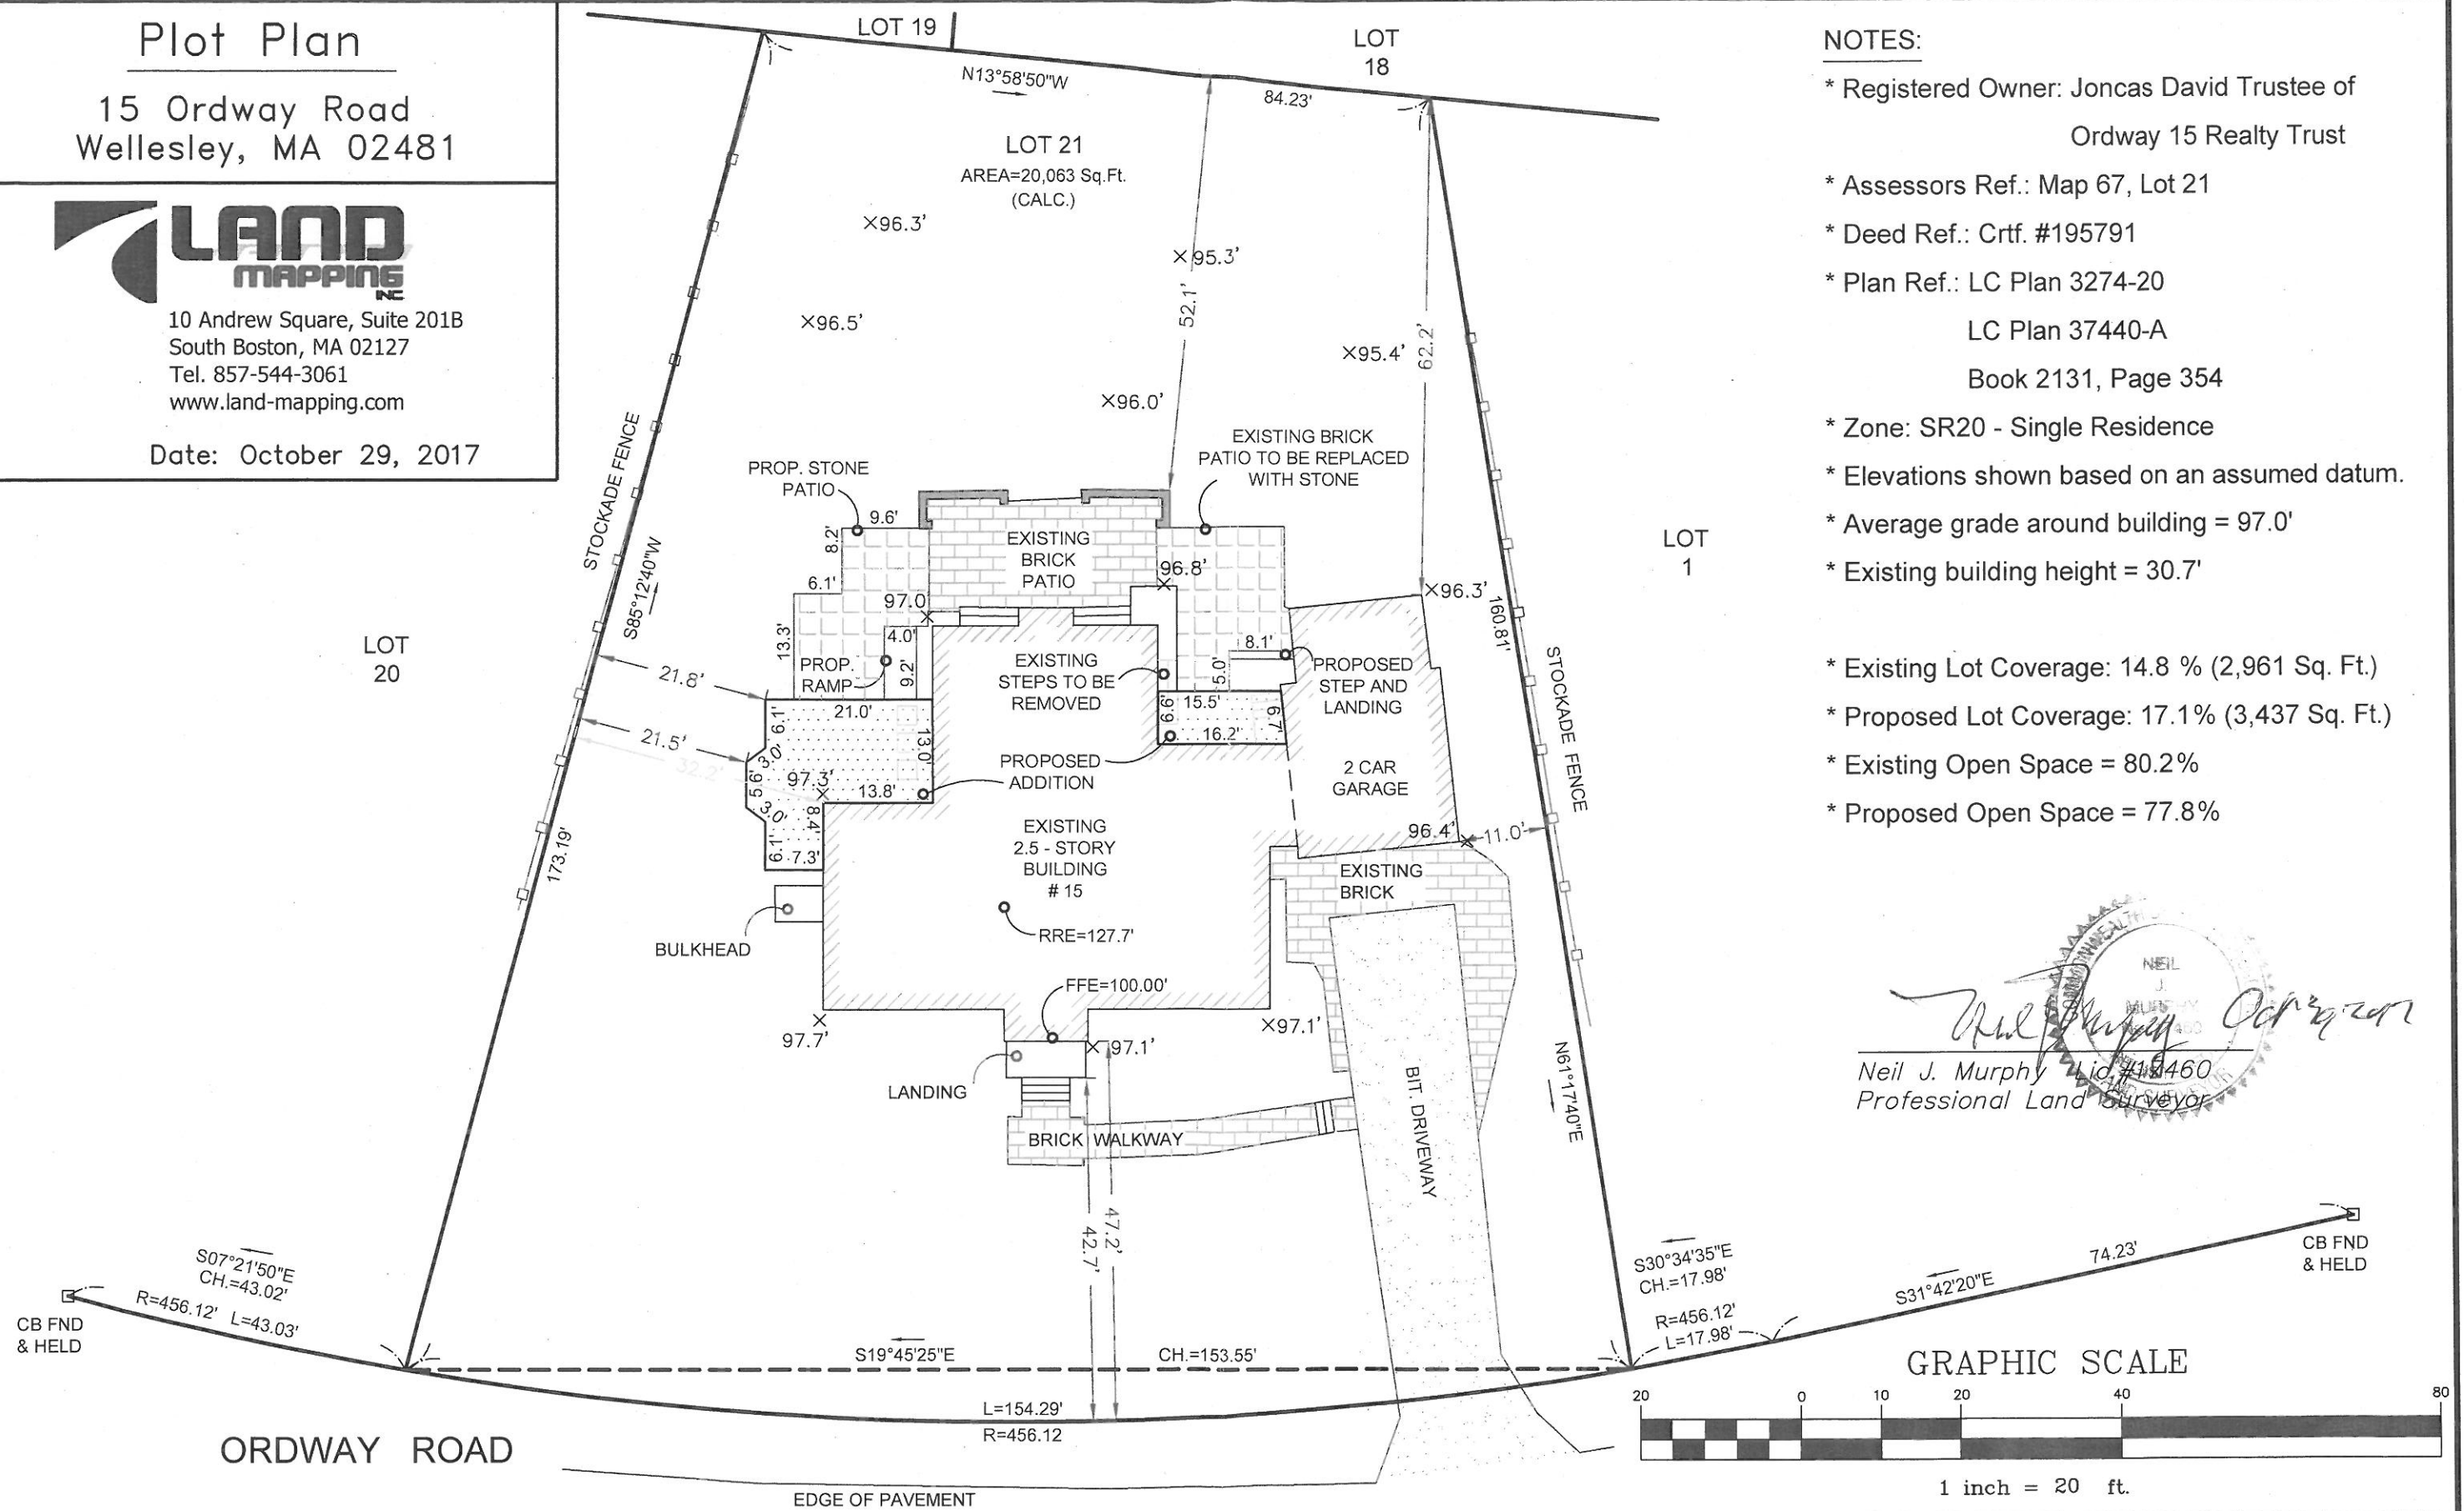 Plot Plan
15 Ordway Road
Wellesley, MA 02481
LAND
MAPPING
INC
10 Andrew Square, Suite 201B
South Boston, MA 02127
Tel. 857-544-3061
www.land-mapping.com
Date: October 29, 2017
LOT 19
LOT
18
N13°58'50"W
84.23'
LOT 21
AREA=20,063 Sq.Ft.
(CALC.)
×96.3'
×95.3'
×96.5'
52.1'
×95.4'
62.2'
×96.0'
STOCKADE FENCE
S85°12'40"W
173.19'
LOT
20
PROP. STONE
PATIO
EXISTING BRICK
PATIO TO BE REPLACED
WITH STONE
9.6'
8.2'
6.1'
13.3'
97.0
4.0'
9.2'
PROP.
RAMP
EXISTING
BRICK
PATIO
96.8'
×96.3'
EXISTING
STEPS TO BE
REMOVED
8.1'
5.0'
PROPOSED
STEP AND
LANDING
21.8'
21.5'
32.2'
21.0'
6.1'
3.0'
5.6'
3.0'
6.1'
13.0'
97.3'
13.8'
8.4'
7.3'
15.5'
6.6'
6.7'
16.2'
PROPOSED
ADDITION
2 CAR
GARAGE
96.4'
11.0'
160.81'
STOCKADE FENCE
N61°17'40"E
LOT
1
EXISTING
2.5 - STORY
BUILDING
# 15
EXISTING
BRICK
BULKHEAD
RRE=127.7'
FFE=100.00'
97.7'
×97.1'
×97.1'
LANDING
BRICK WALKWAY
BIT. DRIVEWAY
47.2'
42.7'
S07°21'50"E
CH.=43.02'
R=456.12' L=43.03'
CB FND
& HELD
S19°45'25"E
CH.=153.55'
L=154.29'
R=456.12
S30°34'35"E
CH.=17.98'
R=456.12'
L=17.98'
S31°42'20"E
74.23'
CB FND
& HELD
ORDWAY ROAD
EDGE OF PAVEMENT
NOTES:
* Registered Owner: Joncas David Trustee of
Ordway 15 Realty Trust
* Assessors Ref.: Map 67, Lot 21
* Deed Ref.: Crtf. #195791
* Plan Ref.: LC Plan 3274-20
LC Plan 37440-A
Book 2131, Page 354
* Zone: SR20 - Single Residence
* Elevations shown based on an assumed datum.
* Average grade around building = 97.0'
* Existing building height = 30.7'
* Existing Lot Coverage: 14.8 % (2,961 Sq. Ft.)
* Proposed Lot Coverage: 17.1% (3,437 Sq. Ft.)
* Existing Open Space = 80.2%
* Proposed Open Space = 77.8%
NEIL
J.
MURPHY
Neil J. Murphy
Professional Land Surveyor
GRAPHIC SCALE
20 0 10 20 40 80
1 inch = 20 ft.